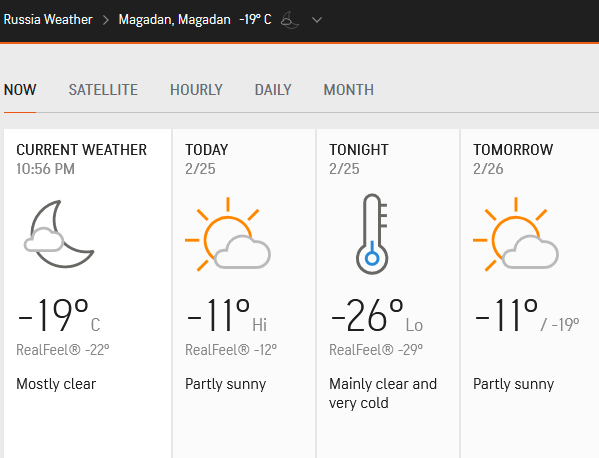 Russia Weather > Magadan, Magadan -19° C
NOW SATELLITE HOURLY DAILY MONTH
CURRENT WEATHER
10:56 PM
-19° C
RealFeel® -22°
Mostly clear
TODAY
2/25
-11° Hi
RealFeel® -12°
Partly sunny
TONIGHT
2/25
-26° Lo
RealFeel® -29°
Mainly clear and
very cold
TOMORROW
2/26
-11° / -19°
Partly sunny